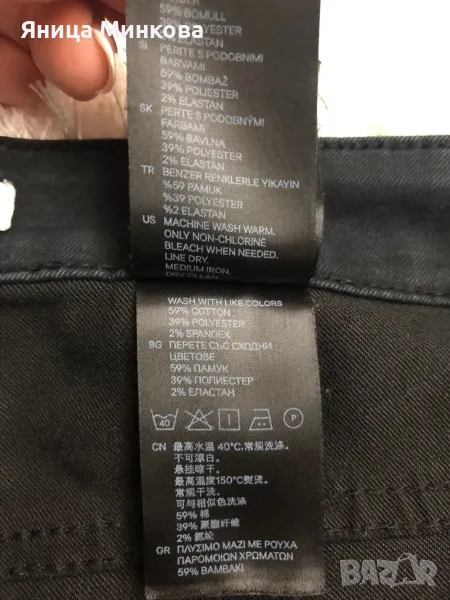 Яница Минкова
59% BOMULL
39% POLYESTER
2% ELASTAN
SI PERITE S PODOBNIMI
BARVAMI
59% BOMBAŽ
39% POLIESTER
2% ELASTAN
SK PERTE S PODOBNÝMI
FARBAMI
59% BAVLNA
39% POLYESTER
2% ELASTAN
TR BENZER RENKLERLE YIKAYIN
%59 PAMUK
%39 POLYESTER
%2 ELASTAN
US MACHINE WASH WARM.
ONLY NON-CHLORINE
BLEACH WHEN NEEDED.
LINE DRY.
MEDIUM IRON.
DRY CLEAN
WASH WITH LIKE COLORS
59% COTTON
39% POLYESTER
2% SPANDEX
BG ПЕРЕТЕ СЪС СХОДНИ
ЦВЕТОВЕ
59% ПАМУК
39% ПОЛИЕСТЕР
2% ЕЛАСТАН
40 P
CN 最高水温 40°C,常规洗涤.
不可漂白.
悬挂晾干.
最高温度150°C熨烫.
常规干洗.
可与相似色洗涤
59% 棉
39% 聚酯纤维
2% 氨纶
GR ΠΛΥΣΙΜΟ ΜΑΖΙ ΜΕ ΡΟΥΧΑ
ΠΑΡΟΜΟΙΩΝ ΧΡΩΜΑΤΩΝ
59% ΒΑΜΒΑΚΙ
BAZAR